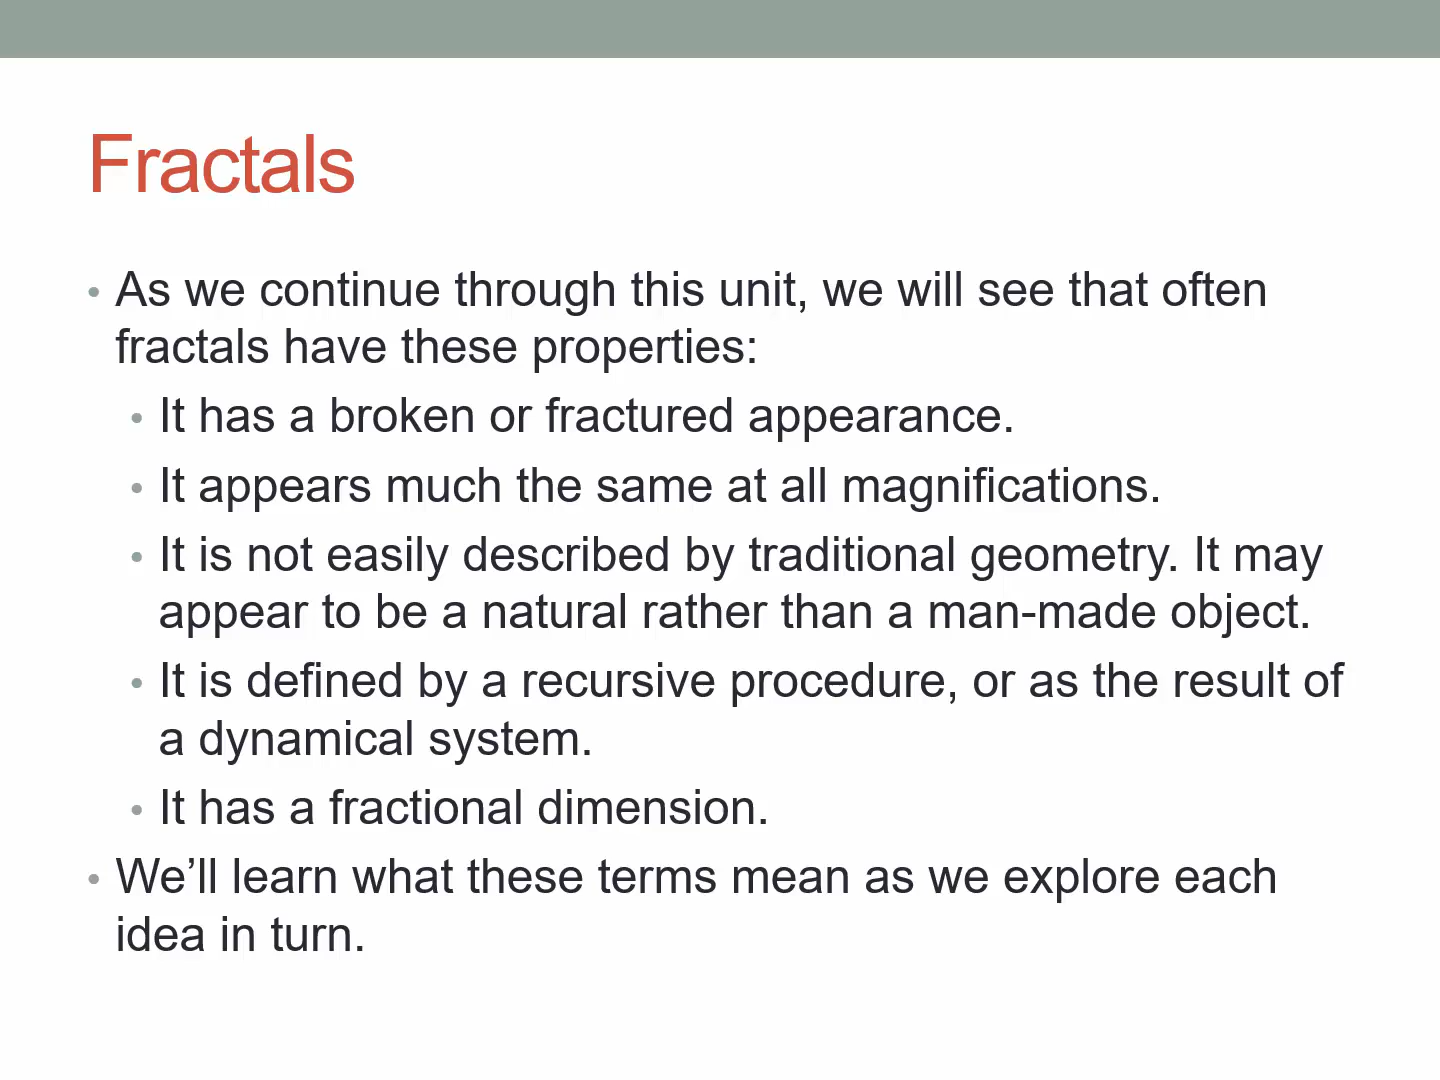 Fractals
• As we continue through this unit, we will see that often
fractals have these properties:
• It has a broken or fractured appearance.
• It appears much the same at all magnifications.
• It is not easily described by traditional geometry. It may
appear to be a natural rather than a man-made object.
• It is defined by a recursive procedure, or as the result of
a dynamical system.
• It has a fractional dimension.
• We’ll learn what these terms mean as we explore each
idea in turn.